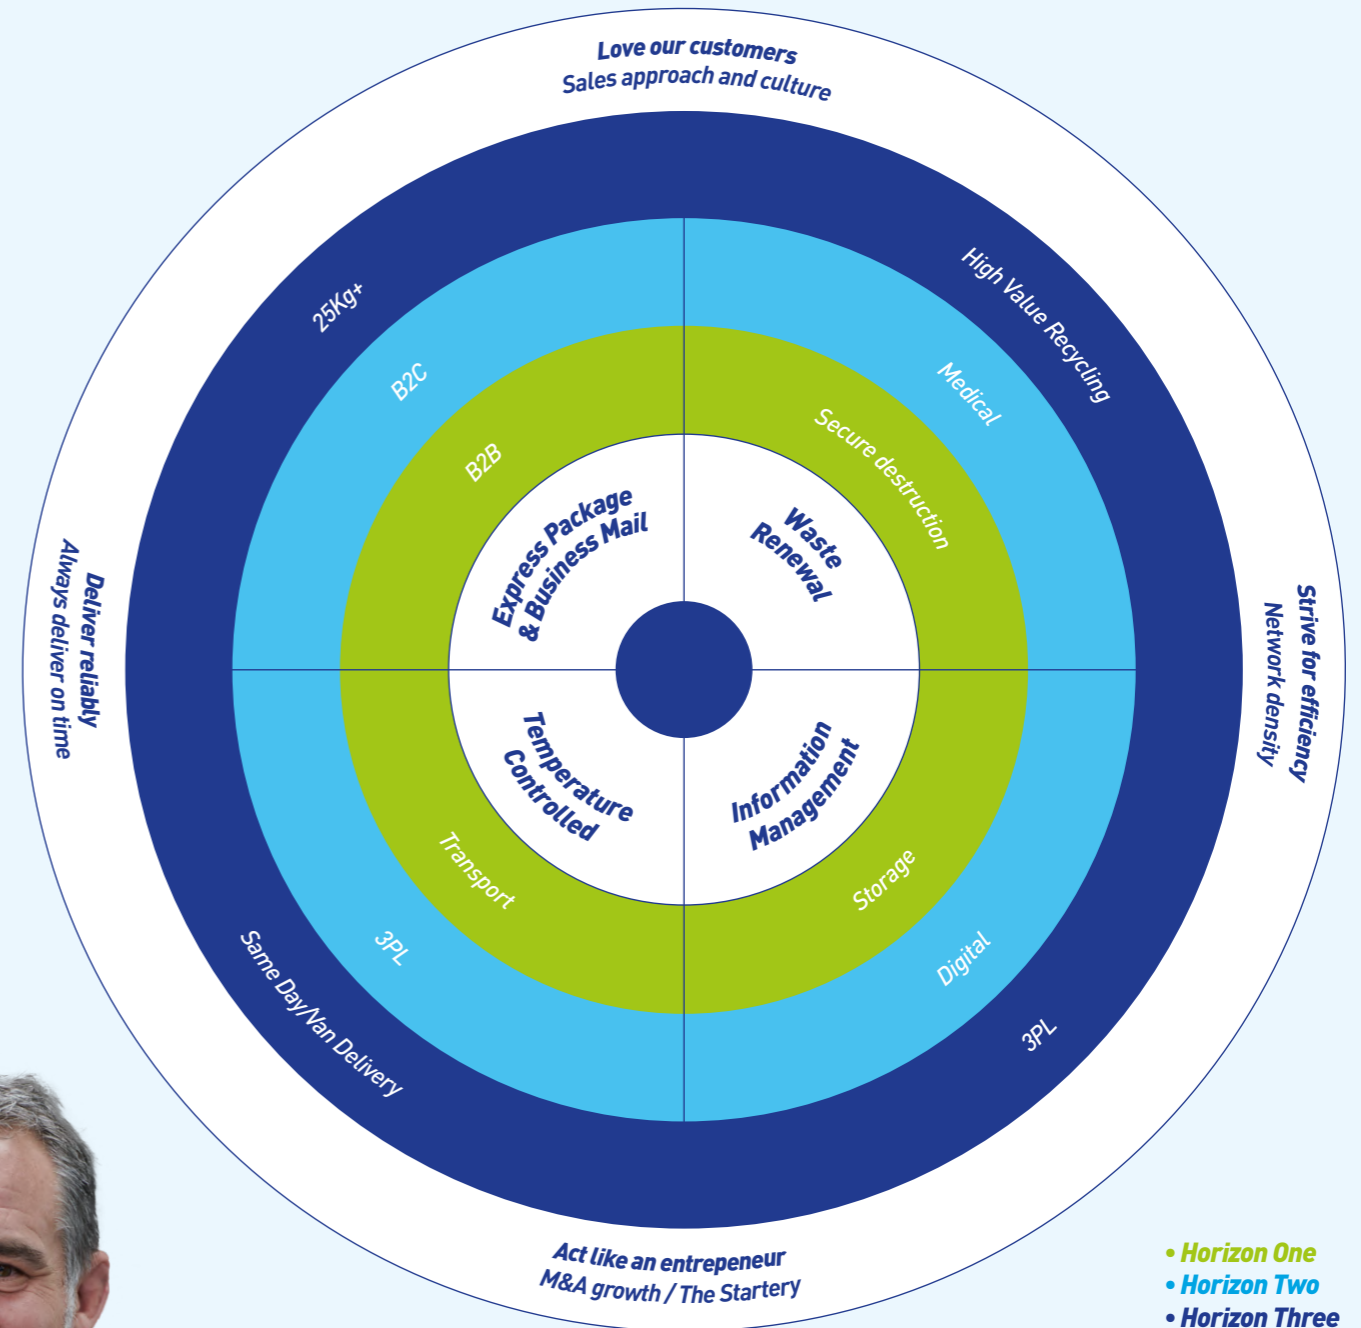 Love our customers
Sales approach and culture
25Kg+
High Value Recycling
B2C
Medical
B2B
Secure destruction
Express Package
& Business Mail
Waste
Renewal
Deliver reliably
Always deliver on time
Strive for efficiency
Network density
Temperature
Controlled
Information
Management
Transport
Storage
3PL
Digital
Same Day/Van Delivery
3PL
Act like an entrepeneur
M&A growth / The Startery
• Horizon One
• Horizon Two
• Horizon Three